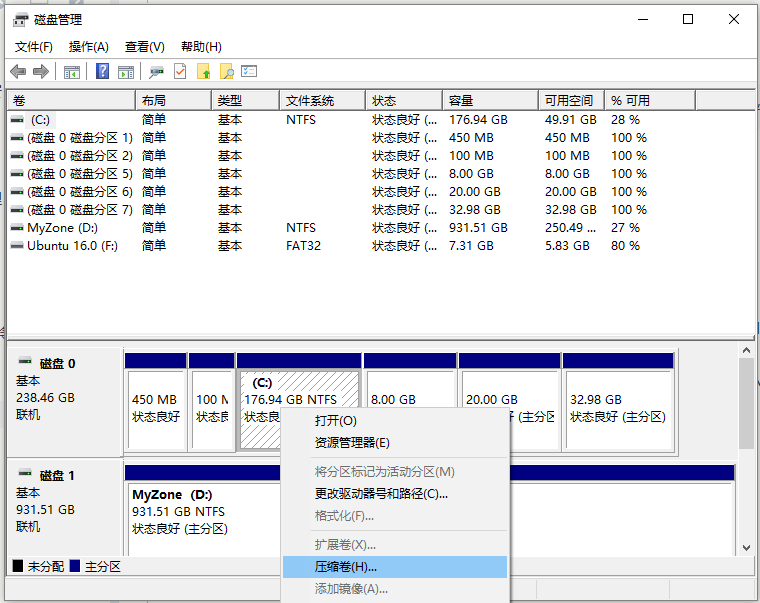 磁盘管理
文件(F) 操作(A) 查看(V) 帮助(H)
卷 布局 类型 文件系统 状态 容量 可用空间 % 可用
(C:) 简单 基本 NTFS 状态良好 (... 176.94 GB 49.91 GB 28 %
(磁盘 0 磁盘分区 1) 简单 基本 状态良好 (... 450 MB 450 MB 100 %
(磁盘 0 磁盘分区 2) 简单 基本 状态良好 (... 100 MB 100 MB 100 %
(磁盘 0 磁盘分区 5) 简单 基本 状态良好 (... 8.00 GB 8.00 GB 100 %
(磁盘 0 磁盘分区 6) 简单 基本 状态良好 (... 20.00 GB 20.00 GB 100 %
(磁盘 0 磁盘分区 7) 简单 基本 状态良好 (... 32.98 GB 32.98 GB 100 %
MyZone (D:) 简单 基本 NTFS 状态良好 (... 931.51 GB 250.49 ... 27 %
Ubuntu 16.0 (F:) 简单 基本 FAT32 状态良好 (... 7.31 GB 5.83 GB 80 %
磁盘 0
基本
238.46 GB
联机
450 MB
状态良好
100 M
状态良
(C:)
176.94 GB NTFS
状态良
8.00 GB
20.00 GB
(主分区
32.98 GB
状态良好 (主分区)
磁盘 1
基本
931.51 GB
联机
MyZone (D:)
931.51 GB NTFS
状态良好 (主分区)
打开(O)
资源管理器(E)
将分区标记为活动分区(M)
更改驱动器号和路径(C)...
格式化(F)...
扩展卷(X)...
压缩卷(H)...
添加镜像(A)...
未分配 主分区